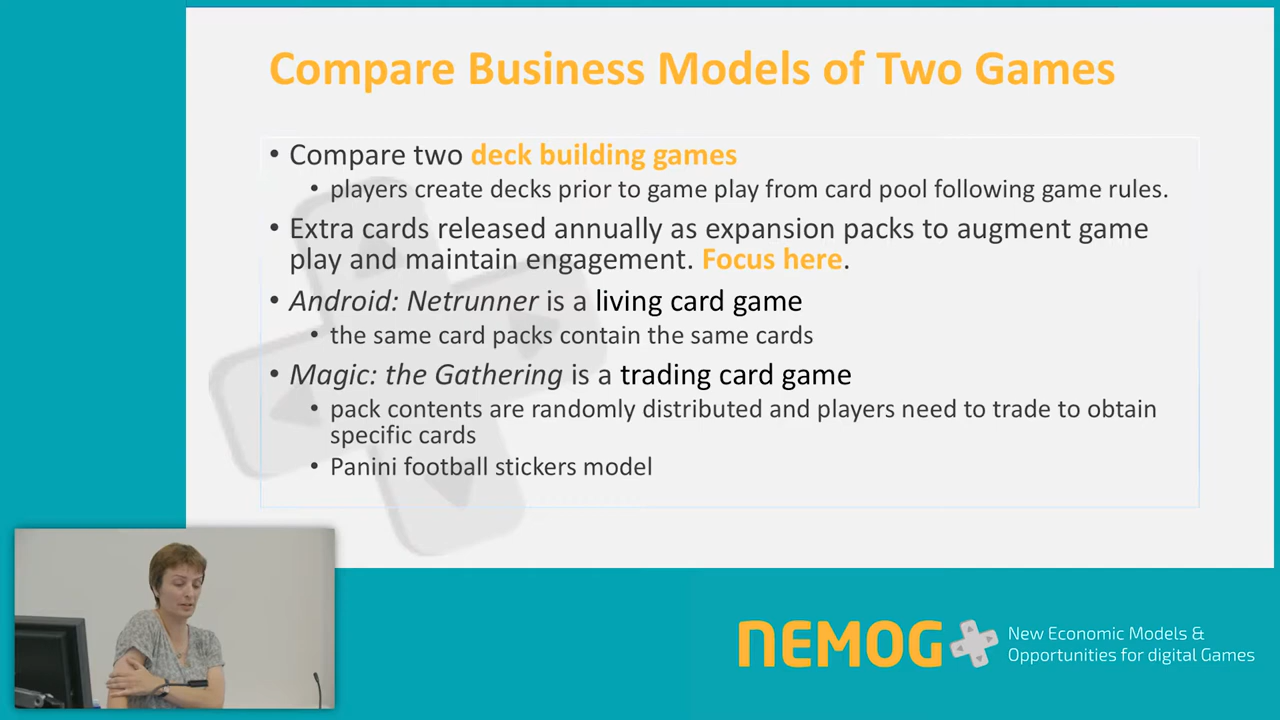 Compare Business Models of Two Games
• Compare two deck building games
• players create decks prior to game play from card pool following game rules.
• Extra cards released annually as expansion packs to augment game
play and maintain engagement. Focus here.
• Android: Netrunner is a living card game
• the same card packs contain the same cards
• Magic: the Gathering is a trading card game
• pack contents are randomly distributed and players need to trade to obtain
specific cards
• Panini football stickers model
NEMOG
New Economic Models &
Opportunities for digital Games